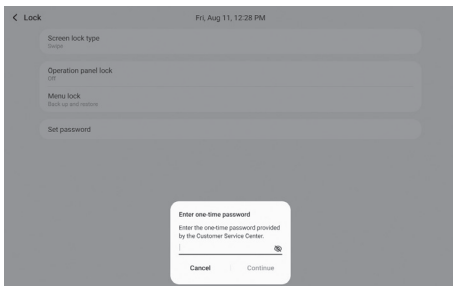 Lock
Fri, Aug 11, 12:28 PM
Screen lock type
Swipe
Operation panel lock
Off
Menu lock
Back up and restore
Set password
Enter one-time password
Enter the one-time password provided
by the Customer Service Center.
Cancel
Continue